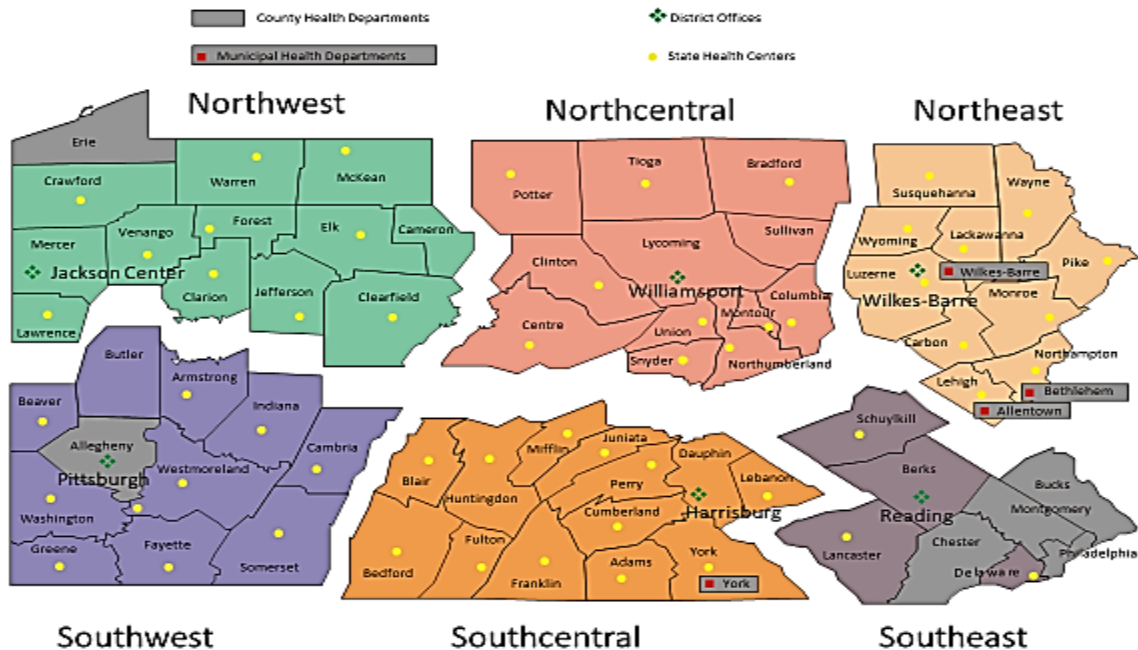 County Health Departments
District Offices
Municipal Health Departments
State Health Centers
Northwest
Northcentral
Northeast
Erie
Crawford
Warren
McKean
Mercer
Venango
Forest
Elk
Cameron
Jackson Center
Clarion
Jefferson
Clearfield
Lawrence
Potter
Tioga
Bradford
Lycoming
Sullivan
Clinton
Williamsport
Columbia
Centre
Union
Montour
Snyder
Northumberland
Susquehanna
Wayne
Wyoming
Lackawanna
Luzerne
Wilkes-Barre
Pike
Wilkes-Barre
Monroe
Carbon
Northampton
Lehigh
Bethlehem
Allentown
Butler
Armstrong
Beaver
Indiana
Allegheny
Cambria
Pittsburgh
Westmoreland
Washington
Greene
Fayette
Somerset
Mifflin
Juniata
Dauphin
Blair
Huntingdon
Perry
Lebanon
Cumberland
Harrisburg
Fulton
Bedford
Franklin
Adams
York
York
Schuylkill
Berks
Bucks
Reading
Montgomery
Lancaster
Chester
Philadelphia
Delaware
Southwest
Southcentral
Southeast